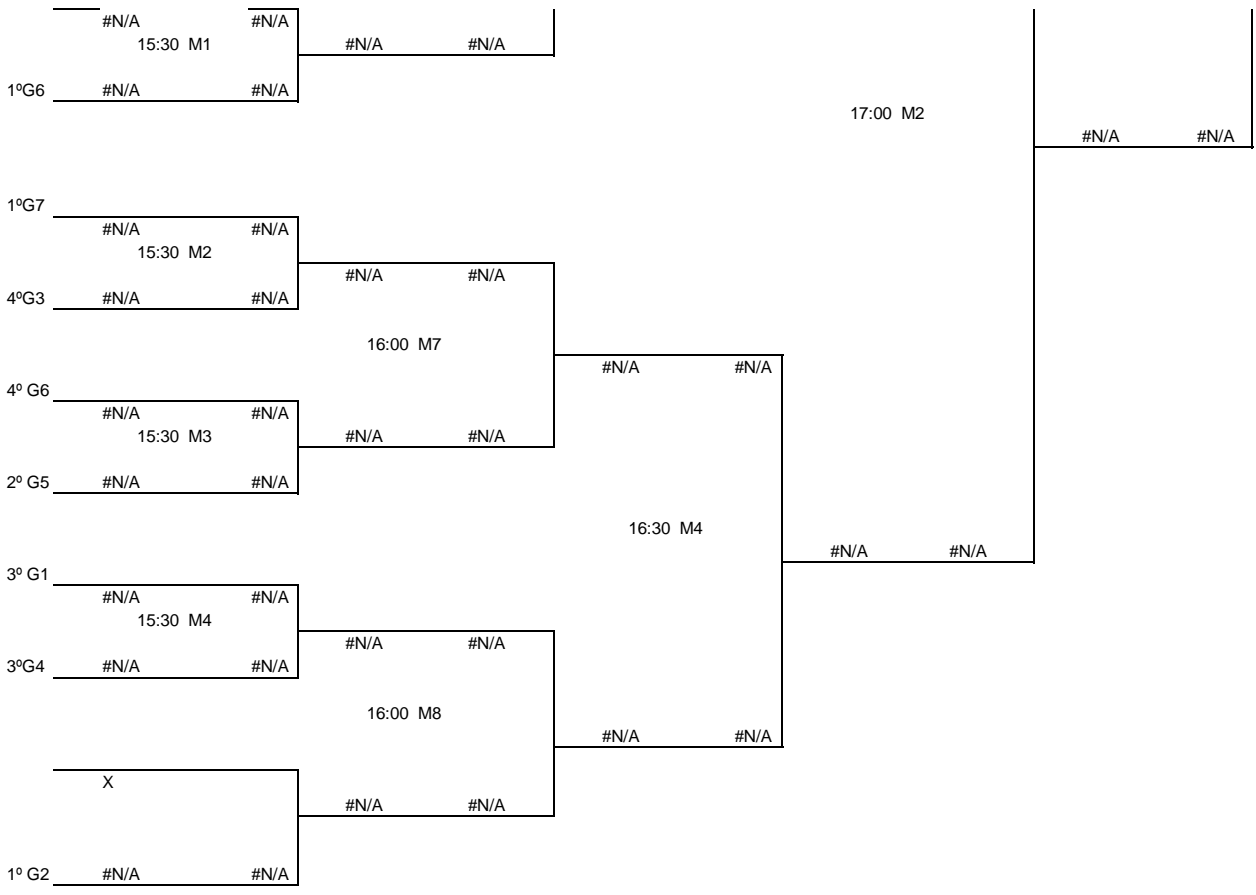 #N/A #N/A
15:30 M1 #N/A #N/A
1ºG6 #N/A #N/A
17:00 M2
#N/A #N/A
1ºG7
#N/A #N/A
15:30 M2
#N/A #N/A
4ºG3 #N/A #N/A
16:00 M7
#N/A #N/A
4º G6
#N/A #N/A
15:30 M3 #N/A #N/A
2º G5 #N/A #N/A
16:30 M4
#N/A #N/A
3º G1
#N/A #N/A
15:30 M4
#N/A #N/A
3ºG4 #N/A #N/A
16:00 M8
#N/A #N/A
X
#N/A #N/A
1º G2 #N/A #N/A